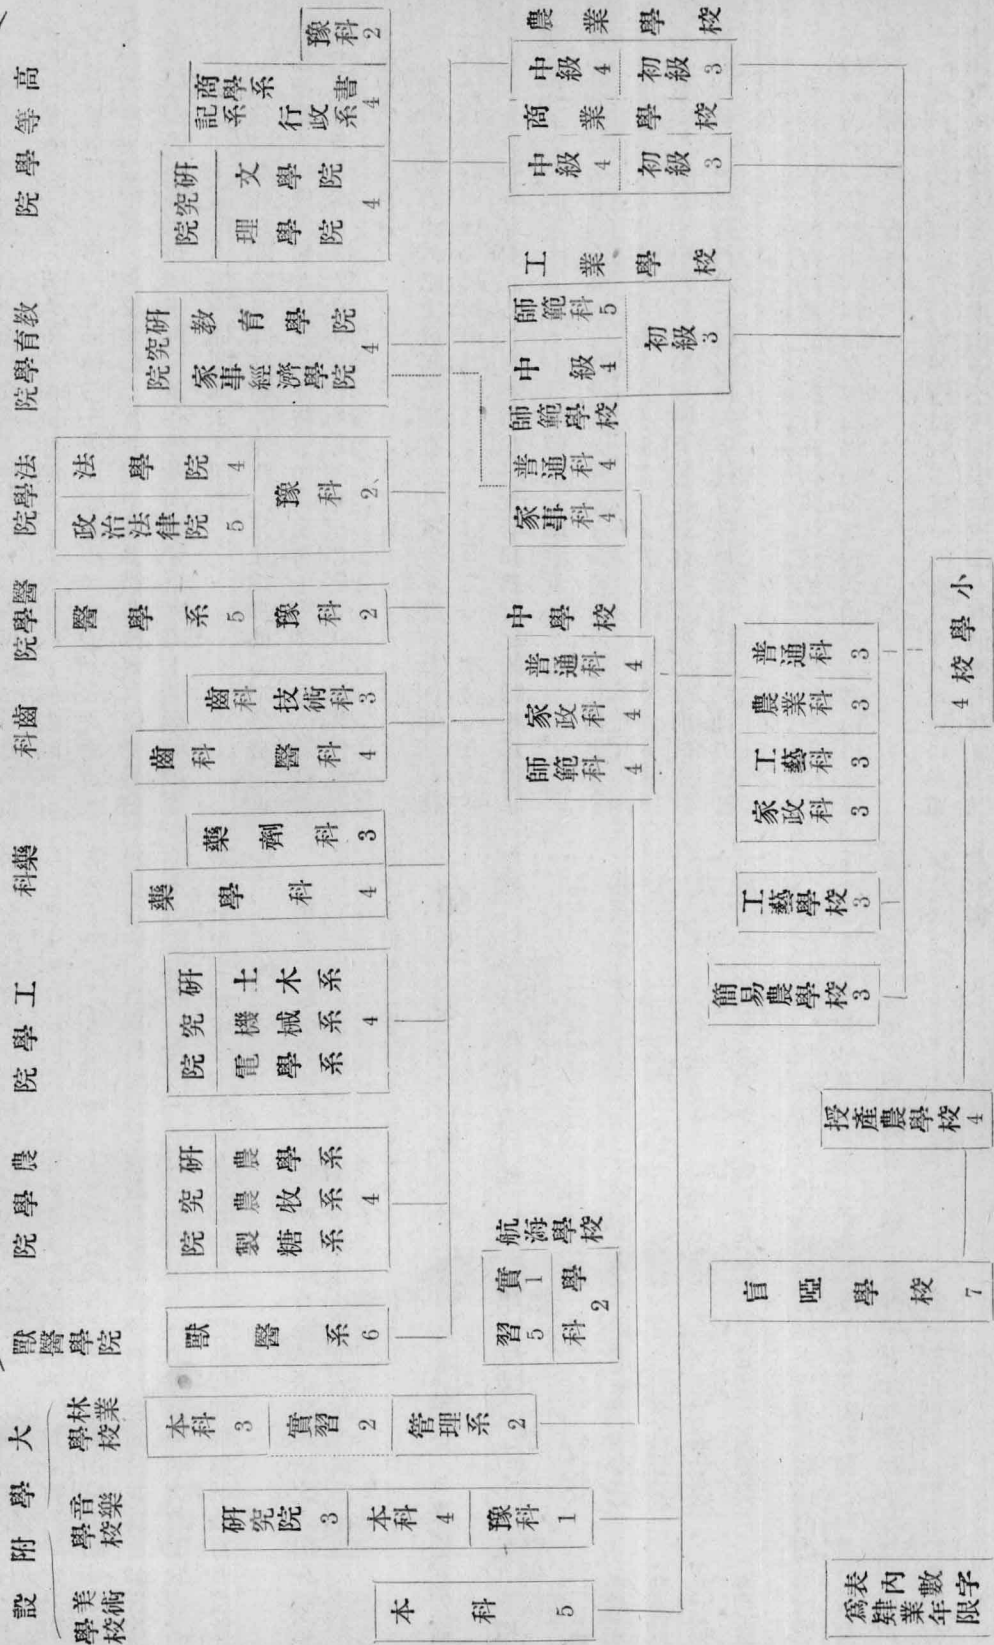 高等學院
豫科 2
商學系
行政系
書記系 4
研究院
文學院
理學院 4
教育學院
研究院
教育學院
家事經濟學院 4
法學院
法學院 4
政治法律院 5
豫科 2
醫學院
醫學系 5
豫科 2
齒科
齒科技術科 3
齒科醫科 4
藥科
藥劑科 3
藥學科 4
工學院
研究院
土木系
機械系
電學系 4
農學院
研究院
農學系
農牧系
製糖系 4
獸醫學院
獸醫系 6
大學附設
林業學校
本科 3
實習 2
管理系 2
音樂學校
研究院 3
本科 4
豫科 1
美術學校
本科 5
農業學校
中級 4
初級 3
商業學校
中級 4
初級 3
工業學校
師範科 5
中級 4
初級 3
師範學校
普通科 4
家事科 4
中學校
普通科 4
家政科 4
師範科 4
航海學校
實習 1 5
學科 2
普通科 3
農業科 3
工藝科 3
家政科 3
工藝學校 3
簡易農學校 3
小學校 4
授產農學校 4
盲啞學校 7
表內數字
為肄業年限